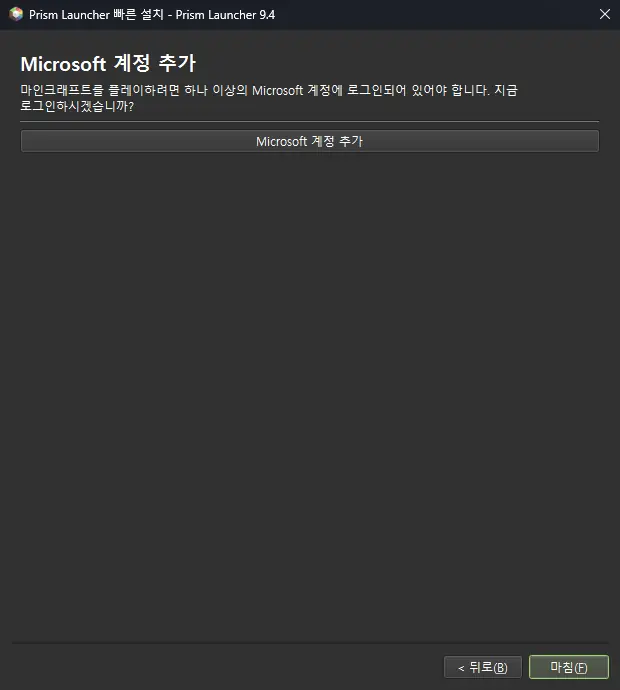 Prism Launcher 빠른 설치 - Prism Launcher 9.4
Microsoft 계정 추가
마인크래프트를 플레이하려면 하나 이상의 Microsoft 계정에 로그인되어 있어야 합니다. 지금
로그인하시겠습니까?
Microsoft 계정 추가
< 뒤로(B)
마침(F)